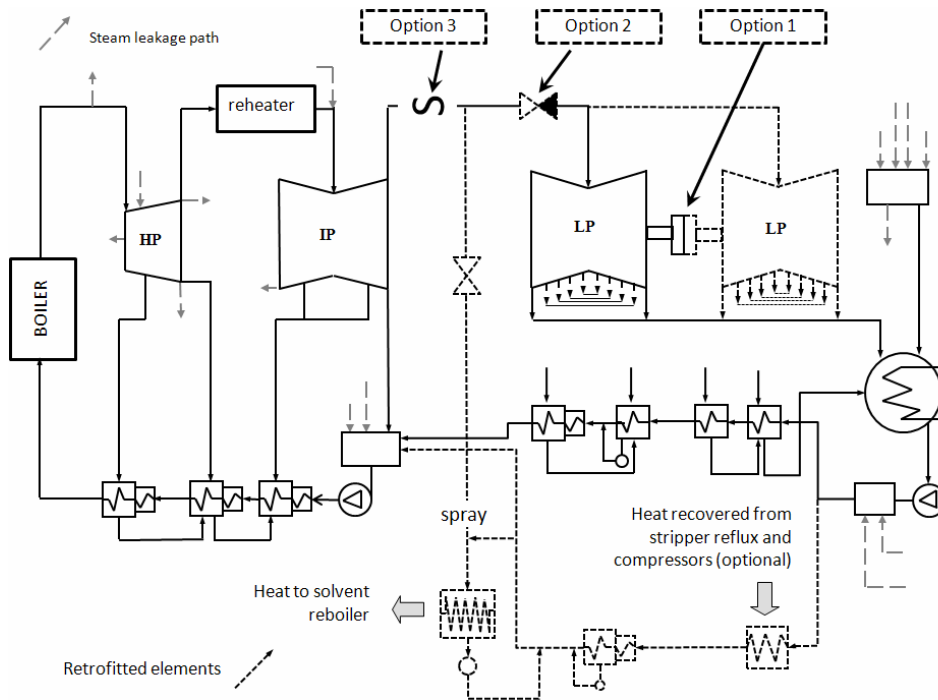 Option 3
Option 2
Option 1
Steam leakage path
reheater
HP
IP
LP
LP
BOILER
spray
Heat recovered from
stripper reflux and
compressors (optional)
Heat to solvent
reboiler
Retrofitted elements